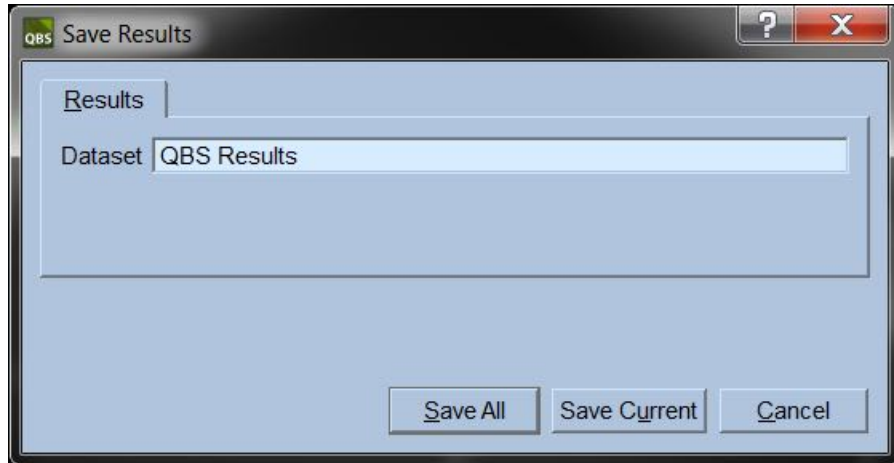 QBS Save Results ? X
Results
Dataset QBS Results
Save All Save Current Cancel